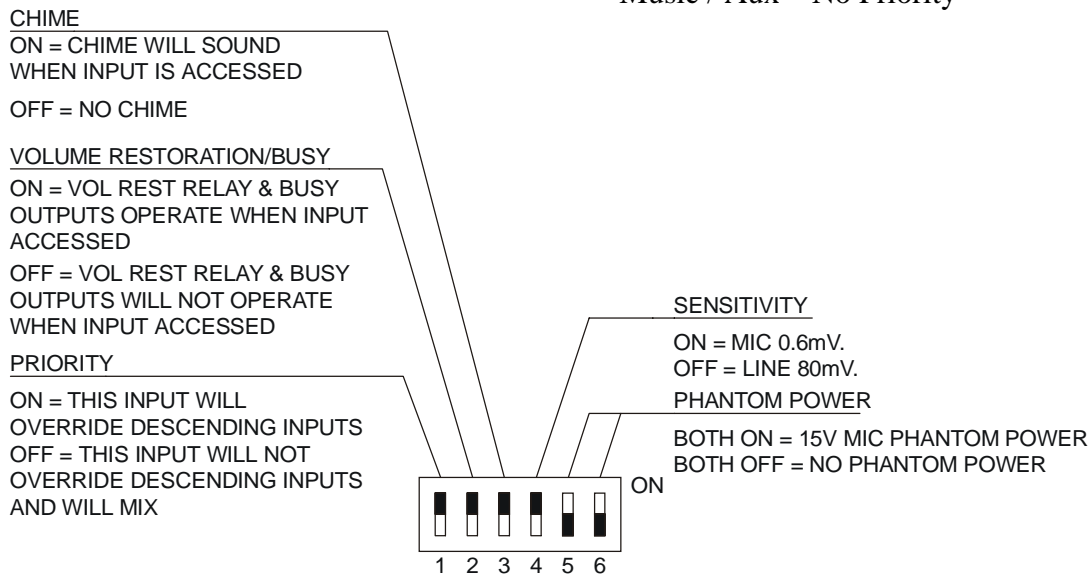 Music / Aux – No Priority
CHIME
ON = CHIME WILL SOUND
WHEN INPUT IS ACCESSED
OFF = NO CHIME
VOLUME RESTORATION/BUSY
ON = VOL REST RELAY & BUSY
OUTPUTS OPERATE WHEN INPUT
ACCESSED
OFF = VOL REST RELAY & BUSY
OUTPUTS WILL NOT OPERATE
WHEN INPUT ACCESSED
PRIORITY
ON = THIS INPUT WILL
OVERRIDE DESCENDING INPUTS
OFF = THIS INPUT WILL NOT
OVERRIDE DESCENDING INPUTS
AND WILL MIX
SENSITIVITY
ON = MIC 0.6mV.
OFF = LINE 80mV.
PHANTOM POWER
BOTH ON = 15V MIC PHANTOM POWER
BOTH OFF = NO PHANTOM POWER
ON
1 2 3 4 5 6